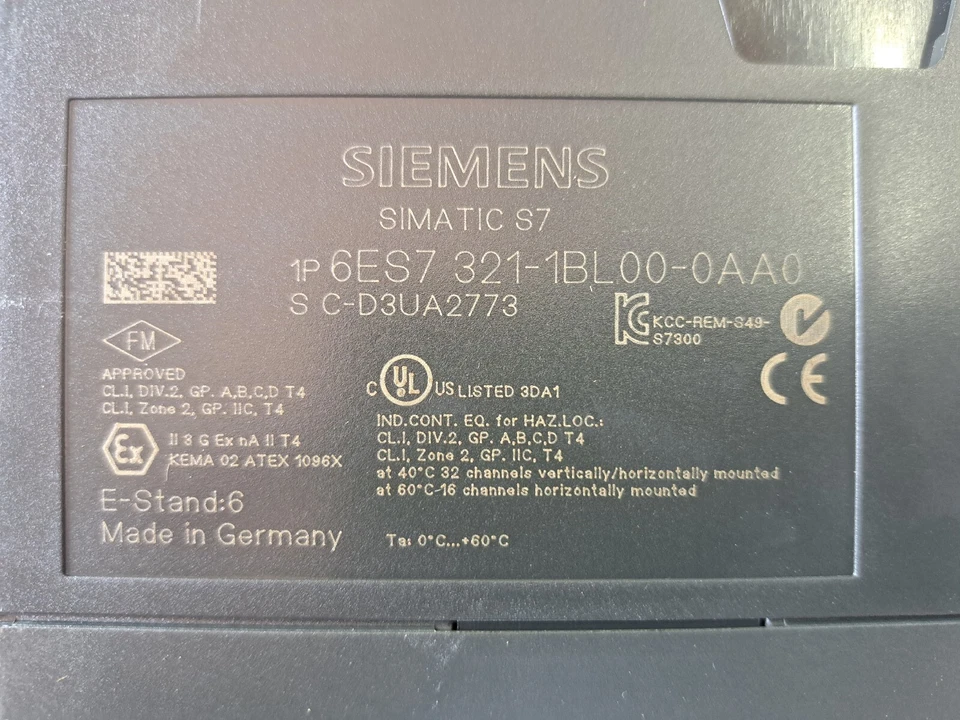 SIEMENS
SIMATIC S7
1P 6ES7 321-1BL00-0AA0
S C-D3UA2773
KCC-REM-S49-
S7300
FM
APPROVED
CL.I, DIV.2, GP. A,B,C,D T4
CL.I, Zone 2, GP. IIC, T4
C UL US LISTED 3DA1
IND.CONT. EQ. for HAZ.LOC.:
CL.I, DIV.2, GP. A,B,C,D T4
CL.I, Zone 2, GP. IIC, T4
at 40°C 32 channels vertically/horizontally mounted
at 60°C-16 channels horizontally mounted
CE
Ex
II 3 G Ex nA II T4
KEMA 02 ATEX 1096X
E-Stand:6
Made in Germany
Ta: 0°C...+60°C